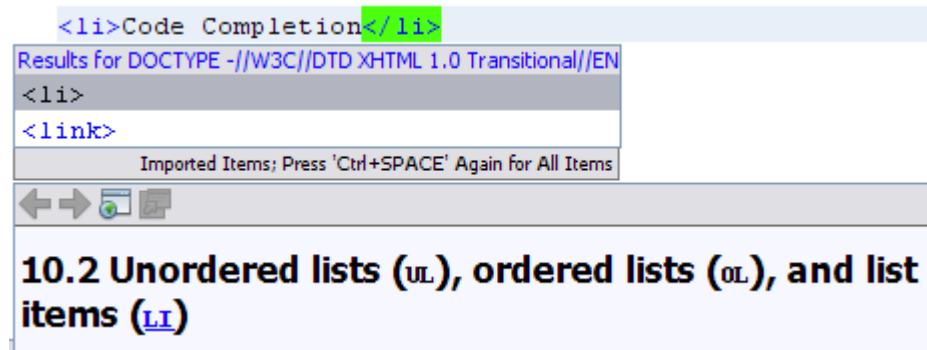 <li>Code Completion</li>
Results for DOCTYPE -//W3C//DTD XHTML 1.0 Transitional//EN
<li>
<link>
Imported Items; Press 'Ctrl+SPACE' Again for All Items
10.2 Unordered lists (UL), ordered lists (OL), and list
items (LI)